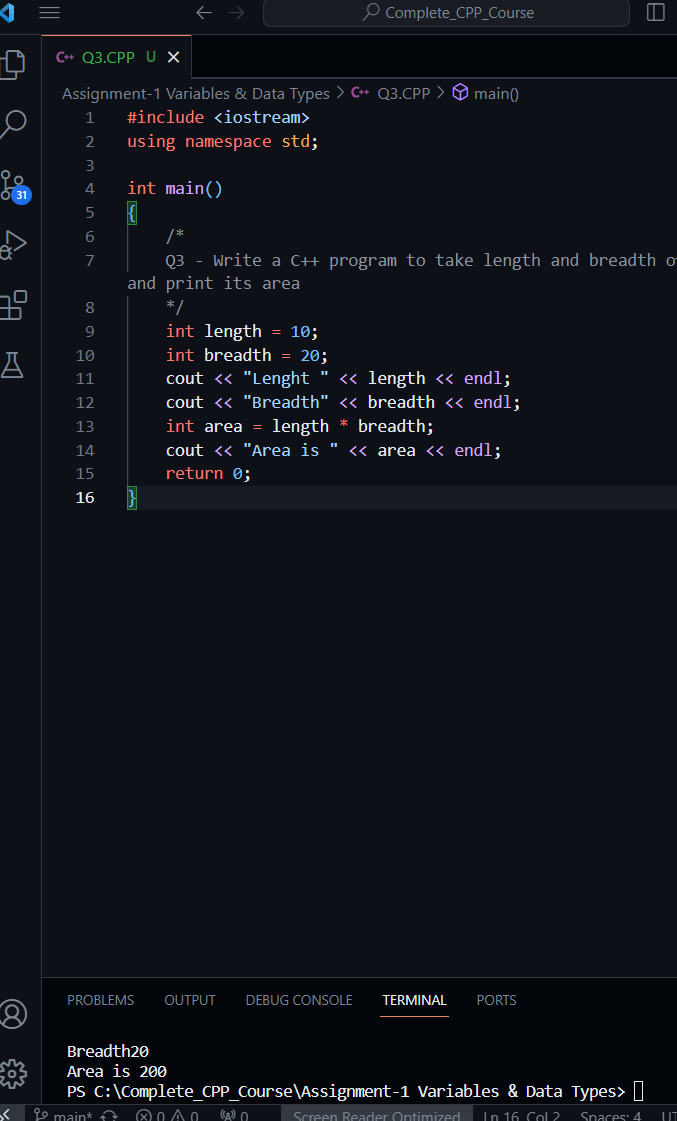 Complete_CPP_Course
C++ Q3.CPP U
Assignment-1 Variables & Data Types > C++ Q3.CPP > main()
1 #include <iostream>
2 using namespace std;
3
4 int main()
5 {
6 /*
7 Q3 - Write a C++ program to take length and breadth
and print its area
8 */
9 int length = 10;
10 int breadth = 20;
11 cout << "Lenght " << length << endl;
12 cout << "Breadth" << breadth << endl;
13 int area = length * breadth;
14 cout << "Area is " << area << endl;
15 return 0;
16 }
31
PROBLEMS OUTPUT DEBUG CONSOLE TERMINAL PORTS
Breadth20
Area is 200
PS C:\Complete_CPP_Course\Assignment-1 Variables & Data Types>
main* 0 0 0 Screen Reader Optimized Ln 16, Col 2 Spaces: 4